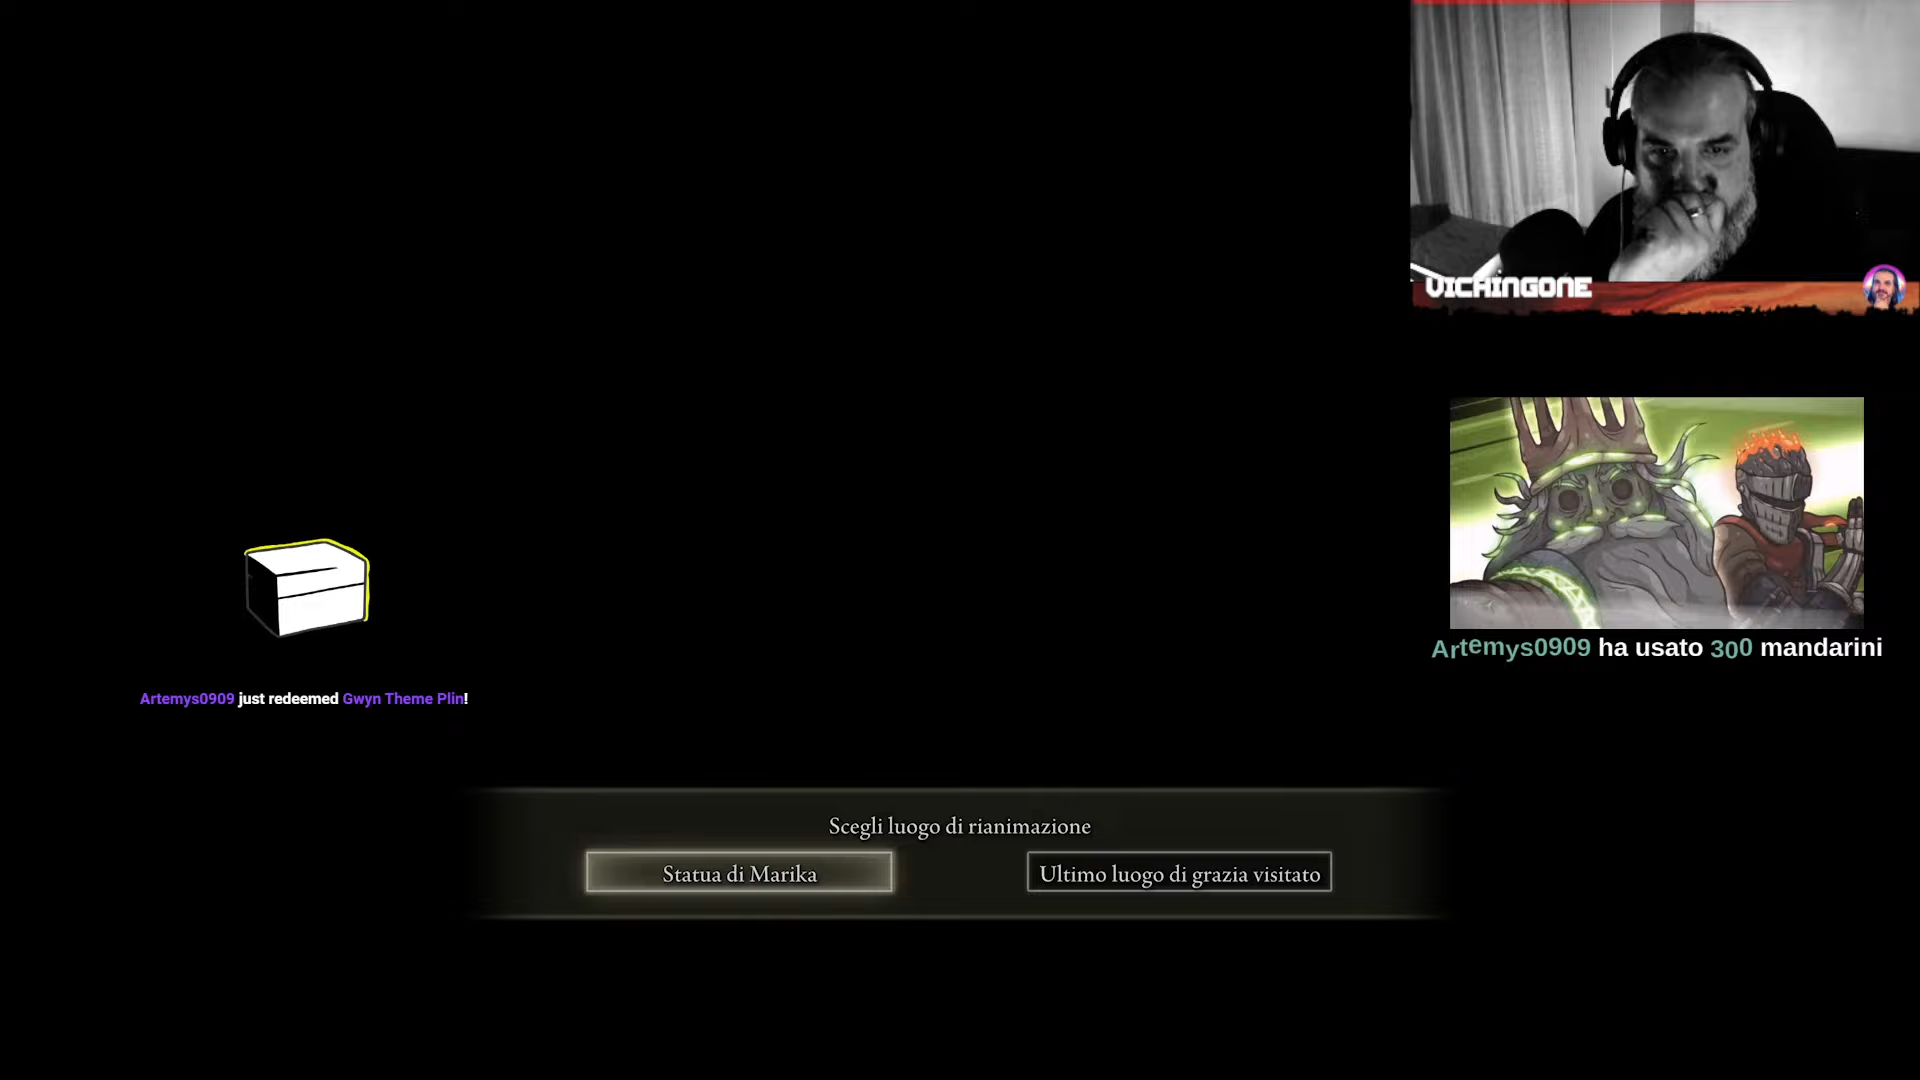 VICHINGONE
Artemys0909 ha usato 300 mandarini
Artemys0909 just redeemed Gwyn Theme Plin!
Scegli luogo di rianimazione
Statua di Marika
Ultimo luogo di grazia visitato